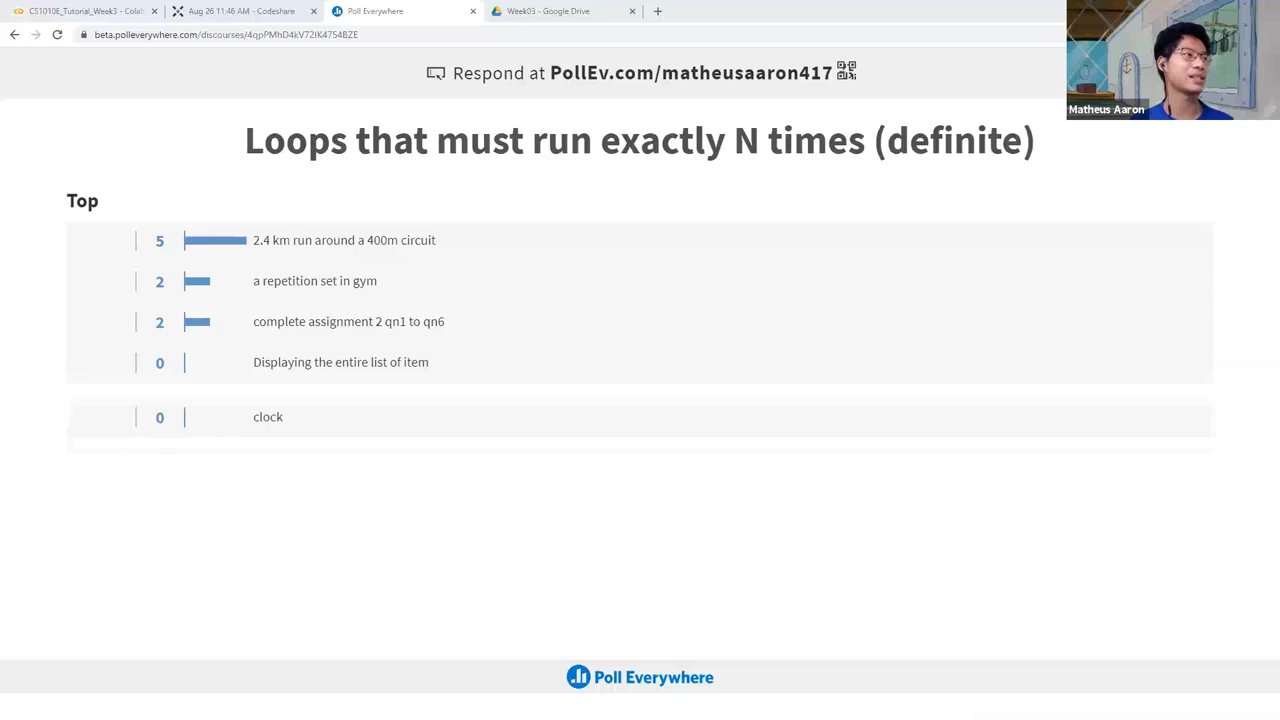 CS1010E_Tutorial_Week3 - Colab
Aug 26 11:46 AM - Codeshare
Poll Everywhere
Week03 - Google Drive
beta.polleverywhere.com/discourses/4qpPMhD4kV72IK4754BZE
Respond at PollEv.com/matheusaaron417
Matheus Aaron
Loops that must run exactly N times (definite)
Top
5 2.4 km run around a 400m circuit
2 a repetition set in gym
2 complete assignment 2 qn1 to qn6
0 Displaying the entire list of item
0 clock
Poll Everywhere